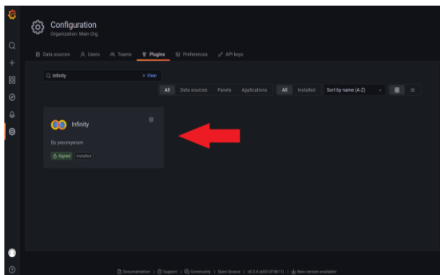 Configuration
Organization: Main Org.
Data sources Users Teams Plugins Preferences API keys
Infinity × Clear
All Data sources Panels Applications All Installed Sort by name (A-Z)
Infinity
By yesoreyeram
Signed Installed
Documentation | Support | Community | Open Source | New version available!